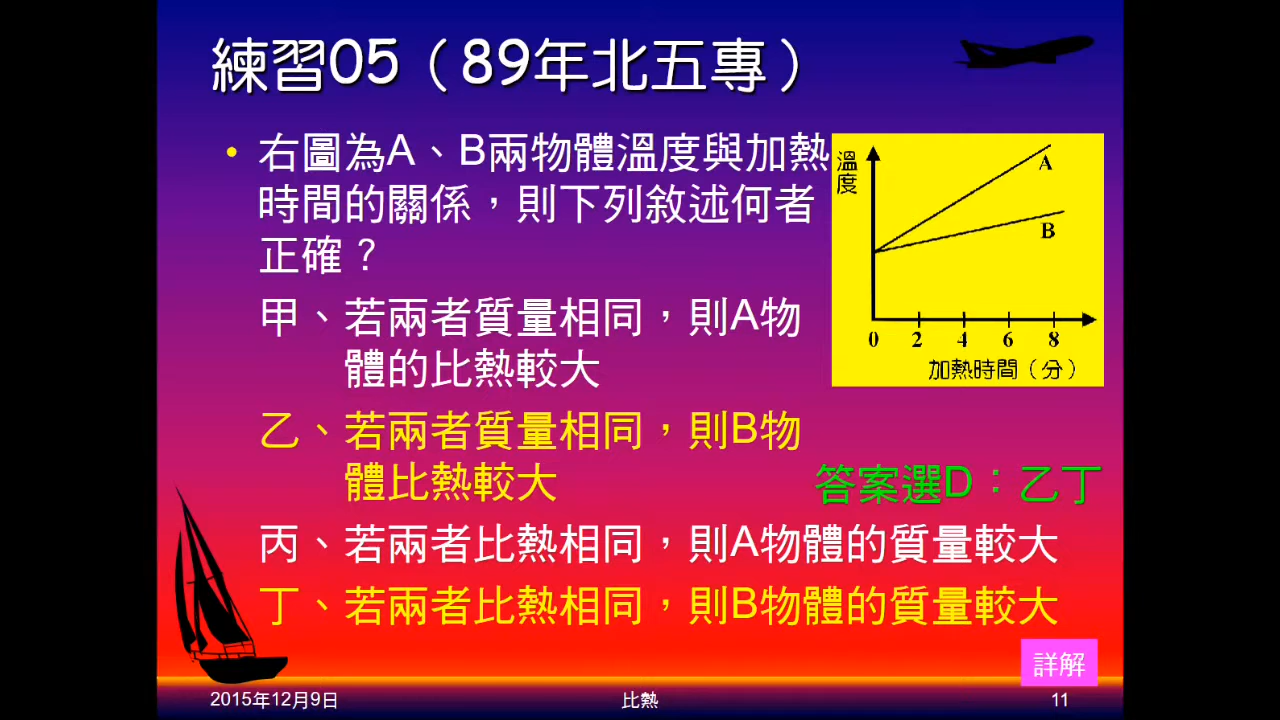 練習05（89年北五專）
• 右圖為A、B兩物體溫度與加熱
時間的關係，則下列敘述何者
正確？
甲、若兩者質量相同，則A物
體的比熱較大
乙、若兩者質量相同，則B物
體比熱較大
丙、若兩者比熱相同，則A物體的質量較大
丁、若兩者比熱相同，則B物體的質量較大
溫度
A
B
0 2 4 6 8
加熱時間（分）
答案選D：乙丁
詳解
2015年12月9日
比熱
11